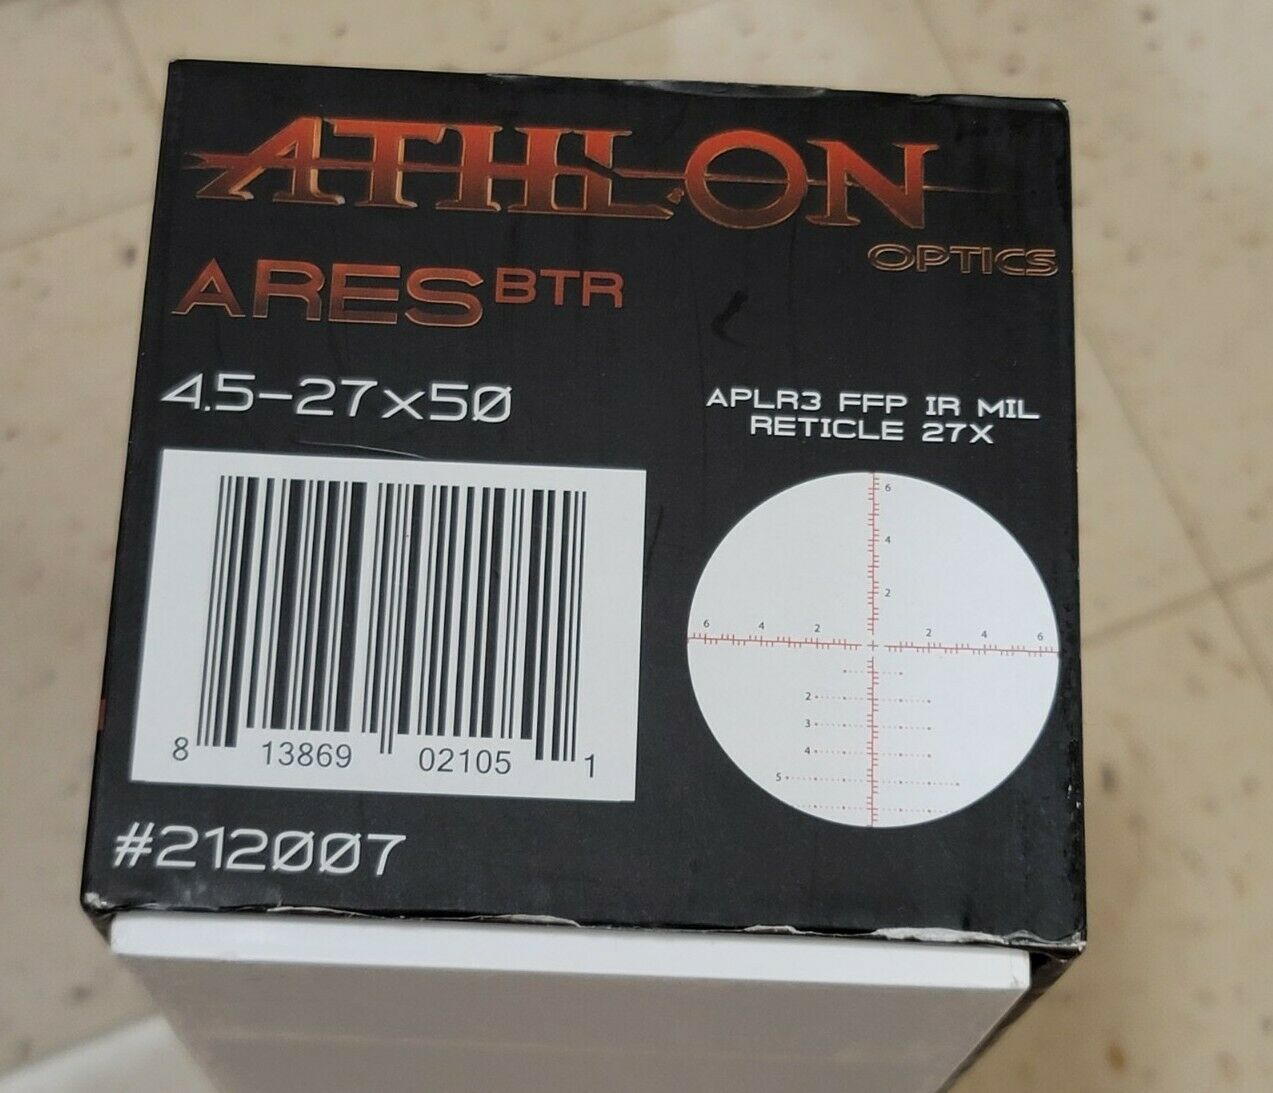 ATHLON
OPTICS
ARES BTR
4.5-27x50
APLR3 FFP IR MIL
RETICLE 27X
6
4
2
6 4 2 2 4 6
2
3
4
5
8 13869 02105 1
#212007